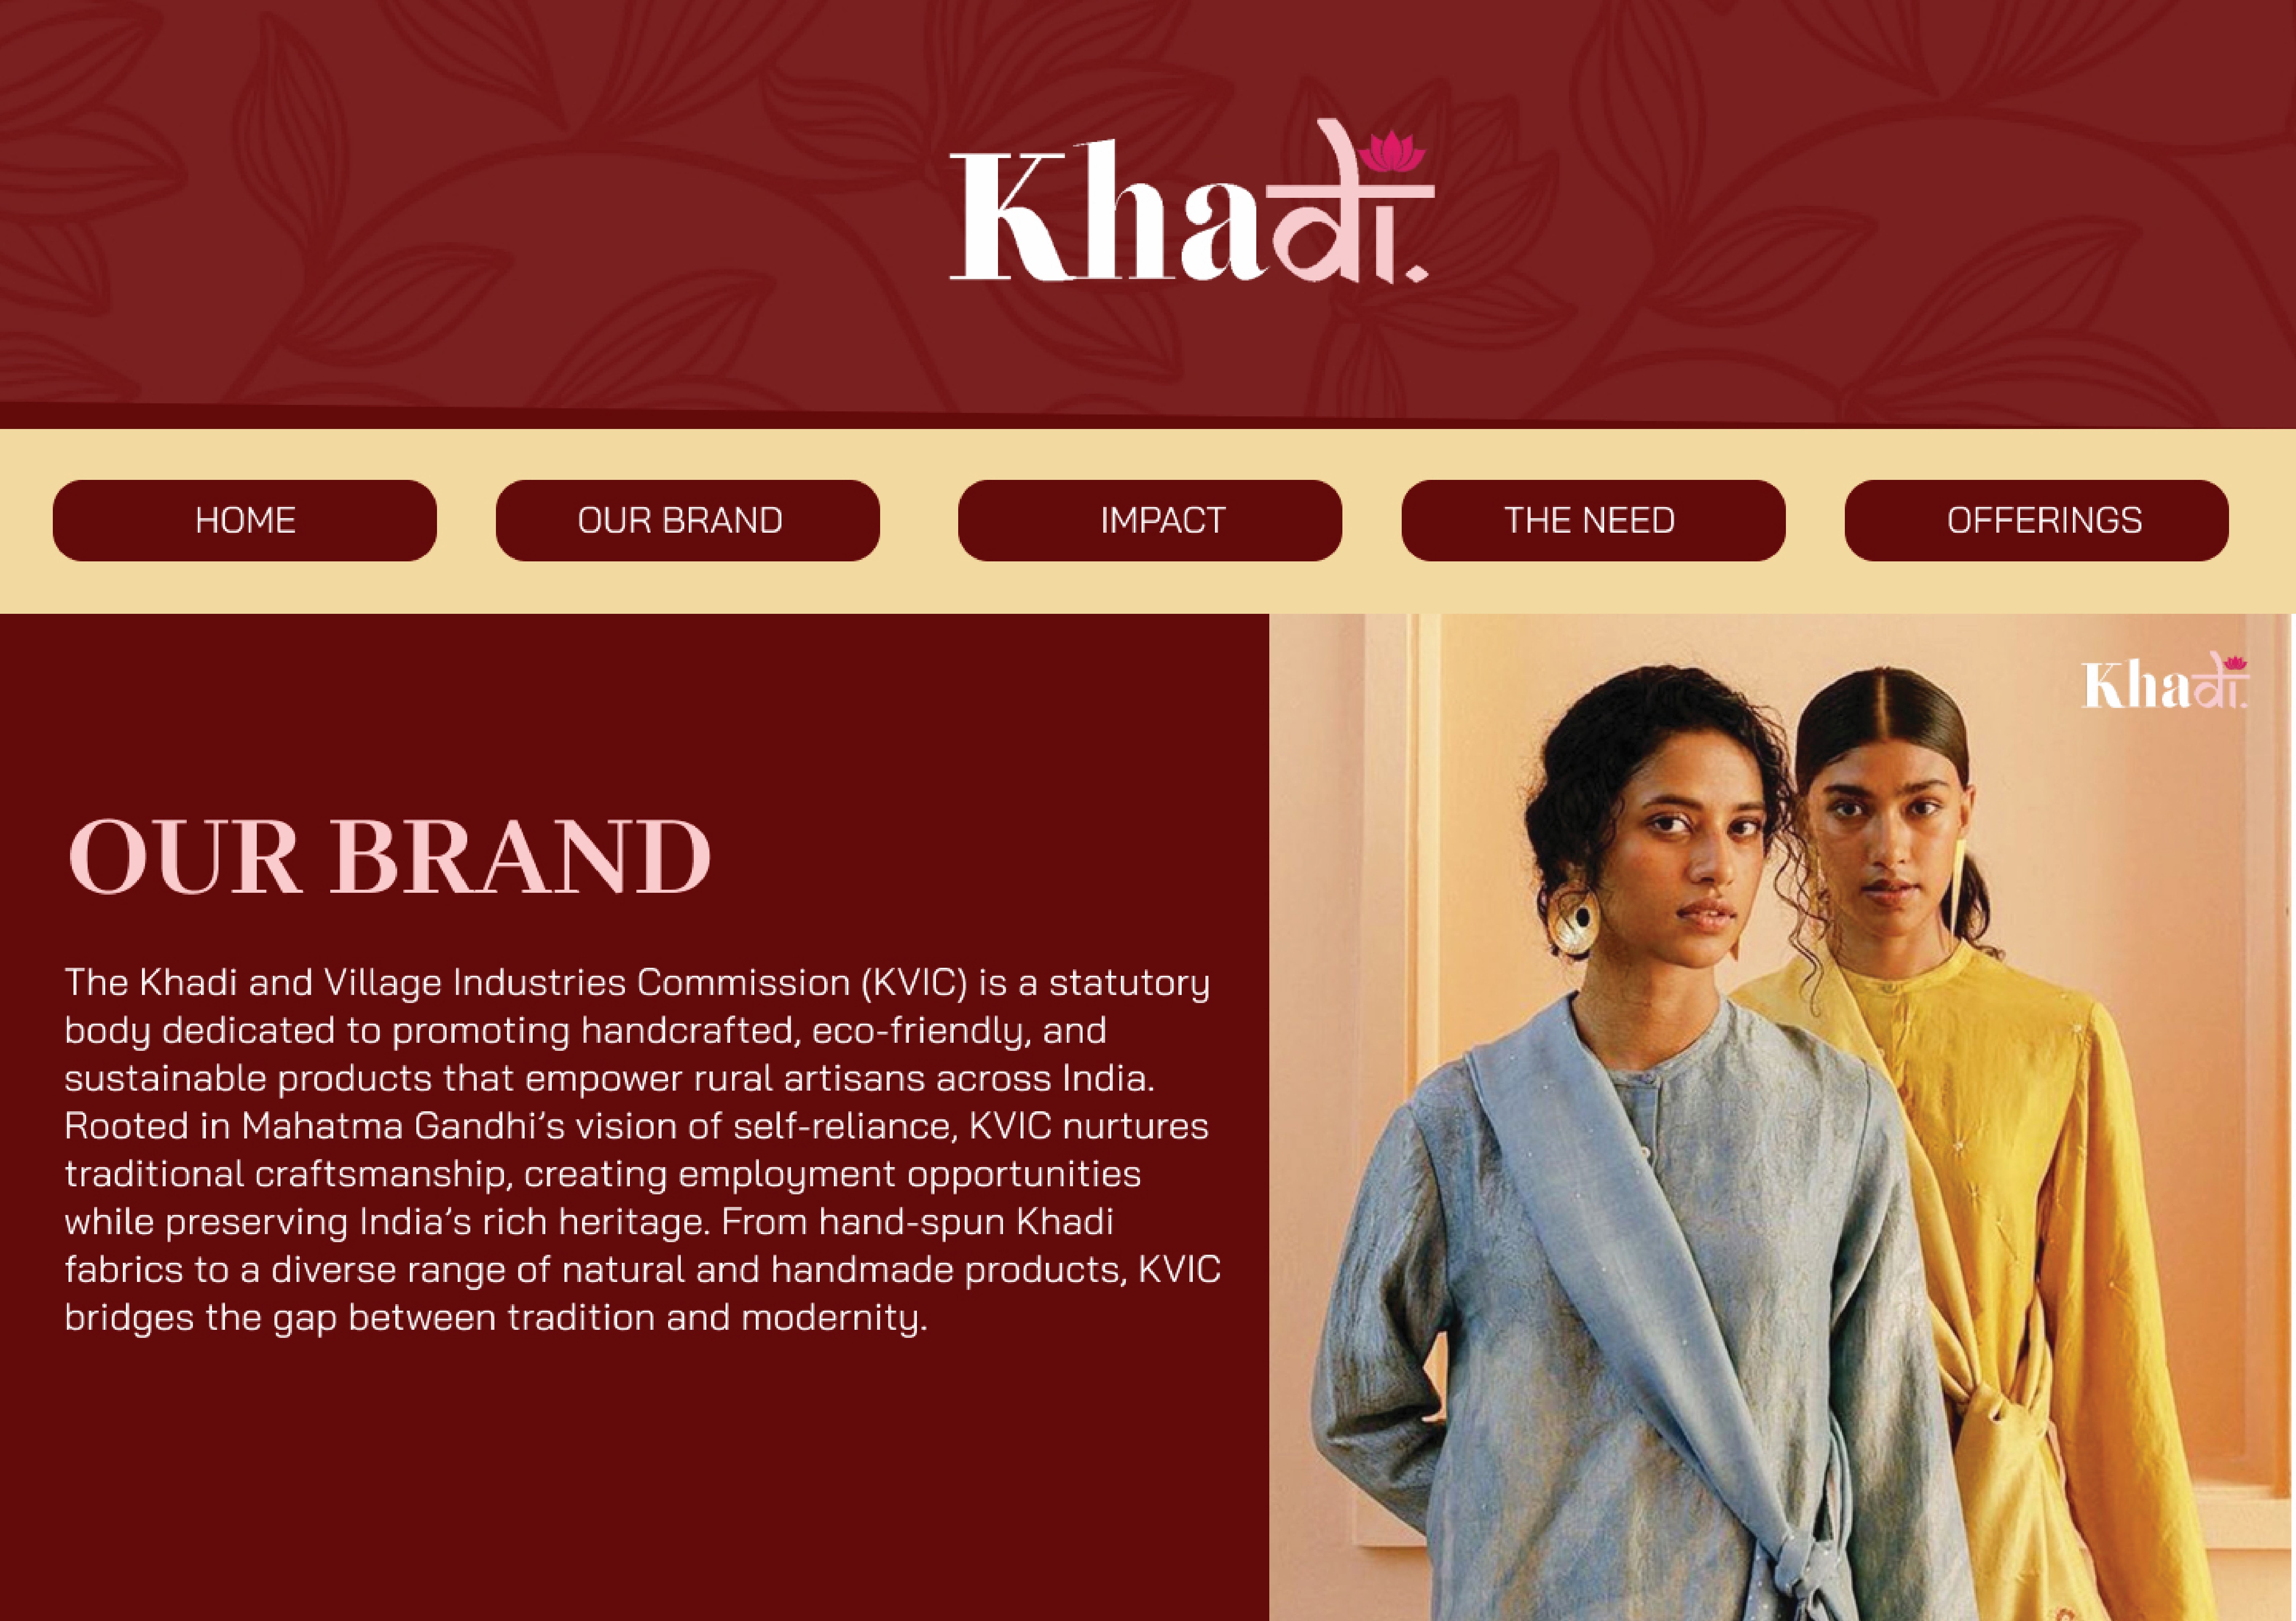 Khaदी.
HOME
OUR BRAND
IMPACT
THE NEED
OFFERINGS
Khaदी.
OUR BRAND
The Khadi and Village Industries Commission (KVIC) is a statutory
body dedicated to promoting handcrafted, eco-friendly, and
sustainable products that empower rural artisans across India.
Rooted in Mahatma Gandhi’s vision of self-reliance, KVIC nurtures
traditional craftsmanship, creating employment opportunities
while preserving India’s rich heritage. From hand-spun Khadi
fabrics to a diverse range of natural and handmade products, KVIC
bridges the gap between tradition and modernity.